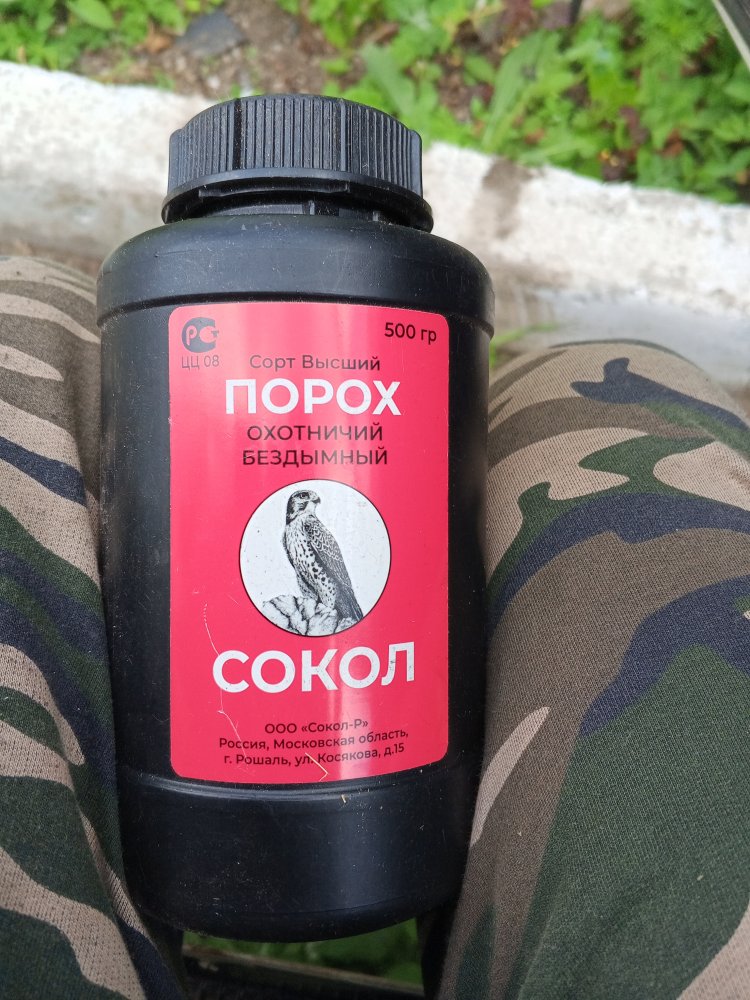 РСТ
500 гр
ЦЦ 08
Сорт Высший
ПОРОХ
ОХОТНИЧИЙ
БЕЗДЫМНЫЙ
СОКОЛ
ООО «Сокол-Р»
Россия, Московская область,
г. Рошаль, ул. Косякова, д.15